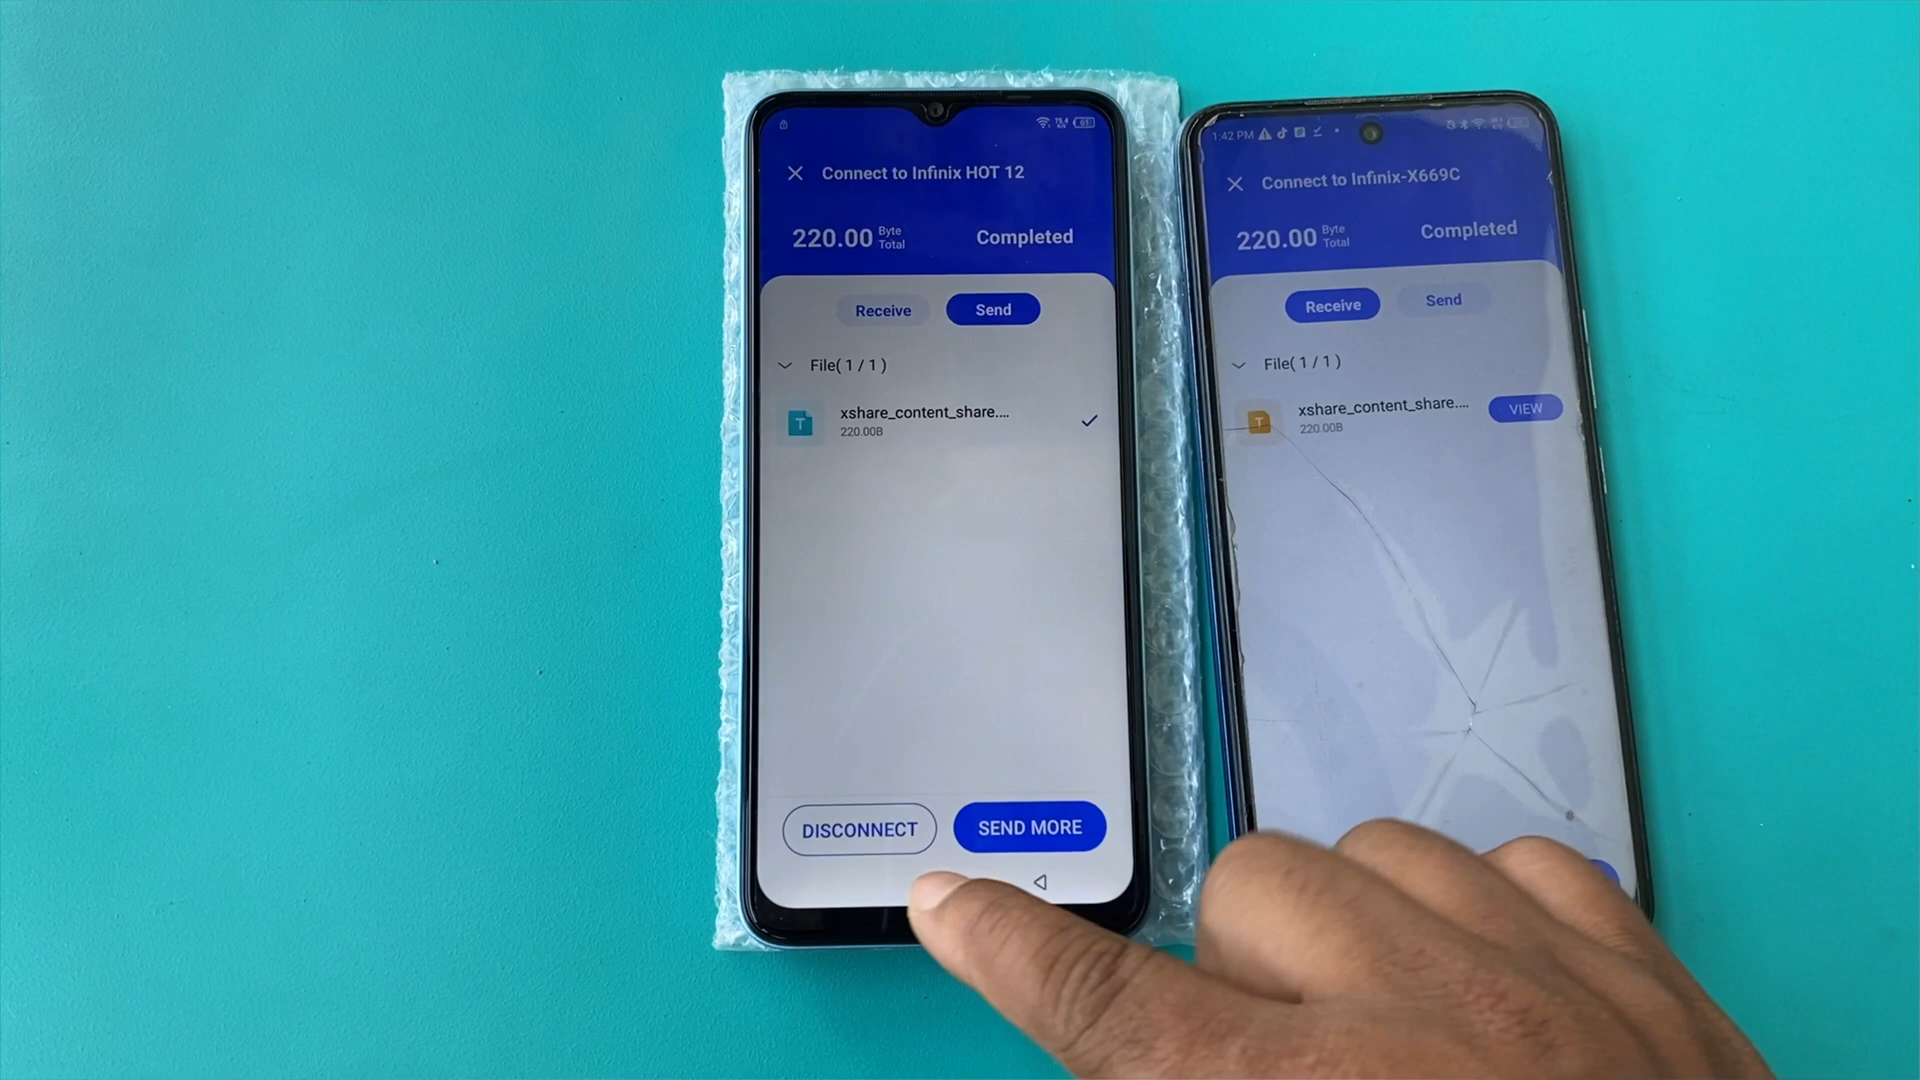 Connect to Infinix HOT 12
220.00 Byte Total
Completed
Receive
Send
File( 1 / 1 )
xshare_content_share....
220.00B
DISCONNECT
SEND MORE
1:42 PM
Connect to Infinix-X669C
220.00 Byte Total
Completed
Receive
Send
File( 1 / 1 )
xshare_content_share....
220.00B
VIEW